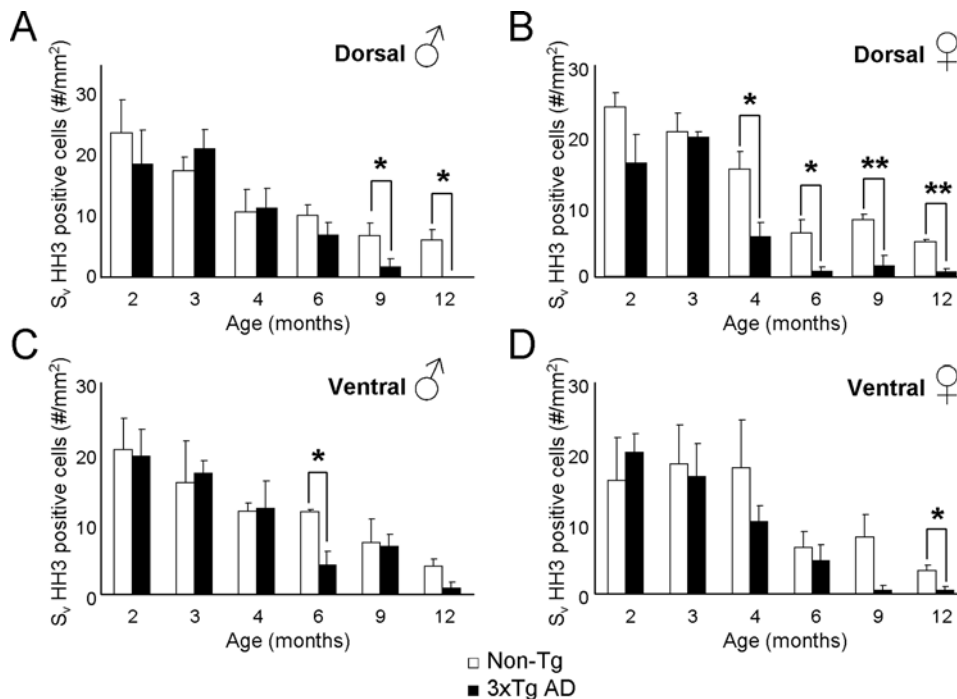 A
Dorsal ♂
Sᵥ HH3 positive cells (#/mm²)
30
20
10
0
*
*
2 3 4 6 9 12
Age (months)
B
Dorsal ♀
Sᵥ HH3 positive cells (#/mm²)
30
20
10
0
*
*
**
**
2 3 4 6 9 12
Age (months)
C
Ventral ♂
Sᵥ HH3 positive cells (#/mm²)
30
20
10
0
*
2 3 4 6 9 12
Age (months)
D
Ventral ♀
Sᵥ HH3 positive cells (#/mm²)
30
20
10
0
*
2 3 4 6 9 12
Age (months)
Non-Tg
3xTg AD